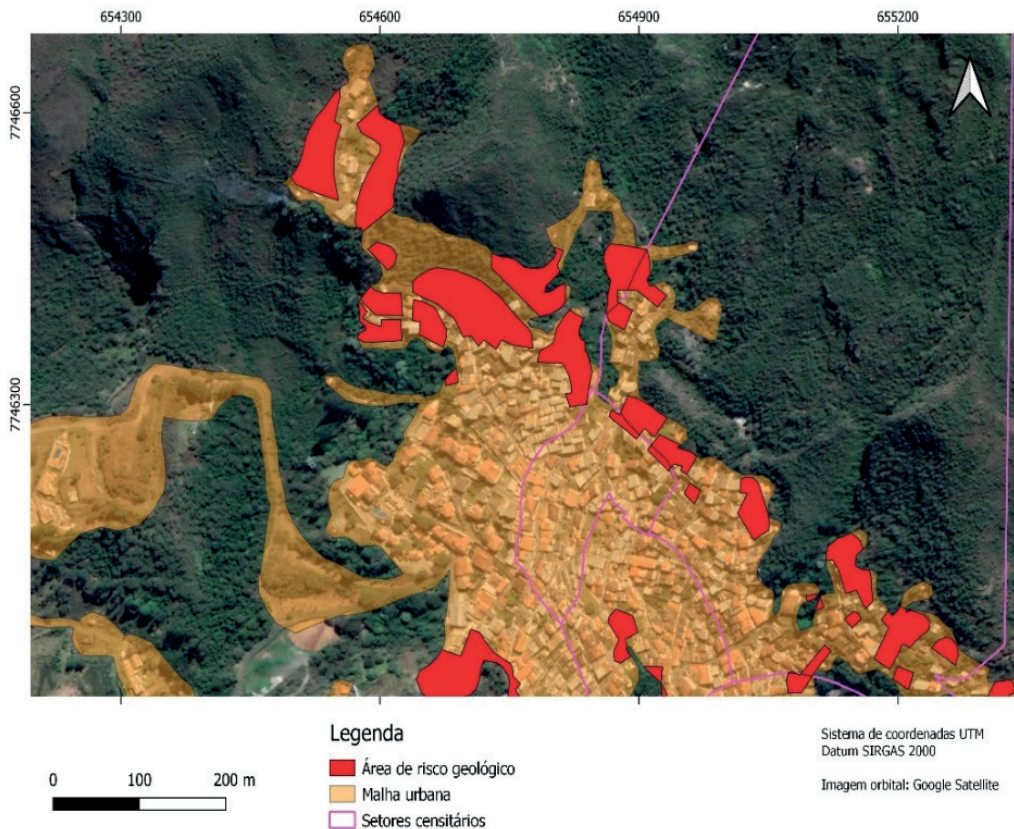 654300 654600 654900 655200
7746600
7746300
Legenda
Área de risco geológico
Malha urbana
Setores censitários
0 100 200 m
Sistema de coordenadas UTM
Datum SIRGAS 2000
Imagem orbital: Google Satellite